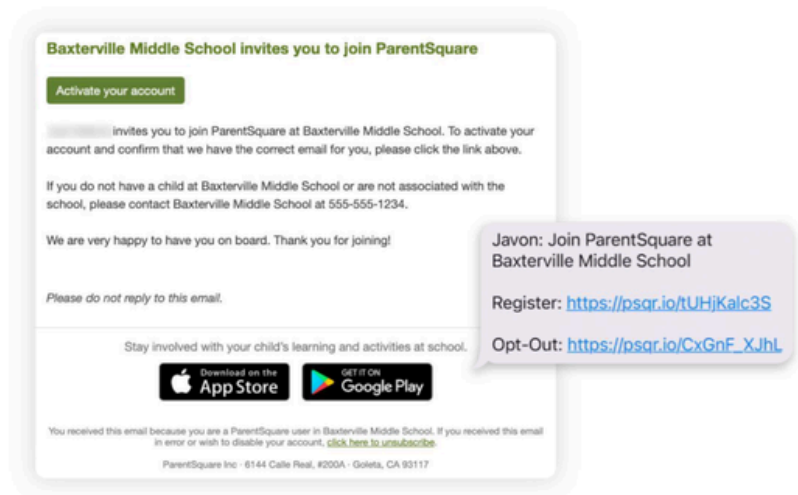 Baxterville Middle School invites you to join ParentSquare
Activate your account
invites you to join ParentSquare at Baxterville Middle School. To activate your
account and confirm that we have the correct email for you, please click the link above.
If you do not have a child at Baxterville Middle School or are not associated with the
school, please contact Baxterville Middle School at 555-555-1234.
We are very happy to have you on board. Thank you for joining!
Please do not reply to this email.
Stay involved with your child's learning and activities at school.
Download on the
App Store
GET IT ON
Google Play
You received this email because you are a ParentSquare user in Baxterville Middle School. If you received this email
in error or wish to disable your account, click here to unsubscribe.
ParentSquare Inc · 6144 Calle Real, #200A · Goleta, CA 93117
Javon: Join ParentSquare at
Baxterville Middle School
Register: https://psqr.io/tUHjKalc3S
Opt-Out: https://psqr.io/CxGnF_XJhL